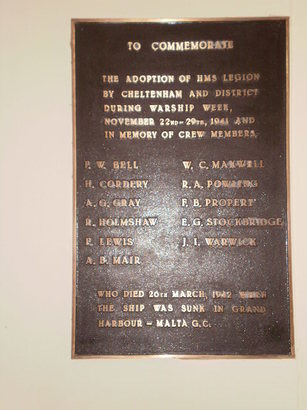 TO COMMEMORATE
THE ADOPTION OF HMS LEGION
BY CHELTENHAM AND DISTRICT
DURING WARSHIP WEEK,
NOVEMBER 22ND-29TH, 1941 AND
IN MEMORY OF CREW MEMBERS,
P. W. BELL W. C. MAXWELL
H. CORDERY R. A. POWLING
A. G. GRAY F. B. PROPERT
R. HOLMSHAW E. G. STOCKBRIDGE
R. LEWIS J. I. WARWICK
A. B. MAIR
WHO DIED 26TH MARCH, 1942 WHEN
THE SHIP WAS SUNK IN GRAND
HARBOUR - MALTA G.C.